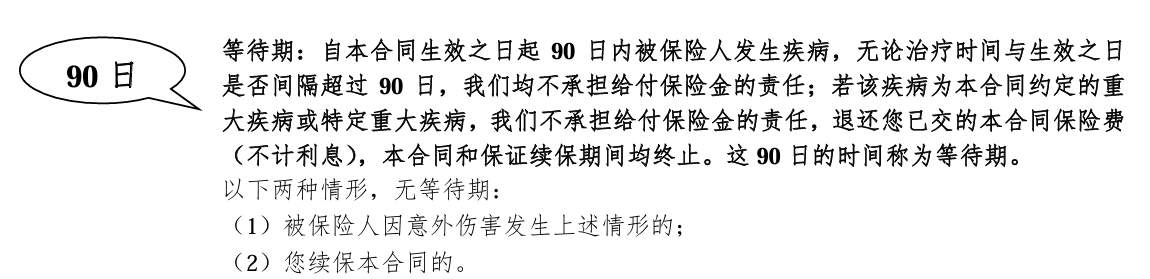 90 日
等待期：自本合同生效之日起 90 日内被保险人发生疾病，无论治疗时间与生效之日
是否间隔超过 90 日，我们均不承担给付保险金的责任；若该疾病为本合同约定的重
大疾病或特定重大疾病，我们不承担给付保险金的责任，退还您已交的本合同保险费
（不计利息），本合同和保证续保期间均终止。这 90 日的时间称为等待期。
以下两种情形，无等待期：
（1）被保险人因意外伤害发生上述情形的；
（2）您续保本合同的。